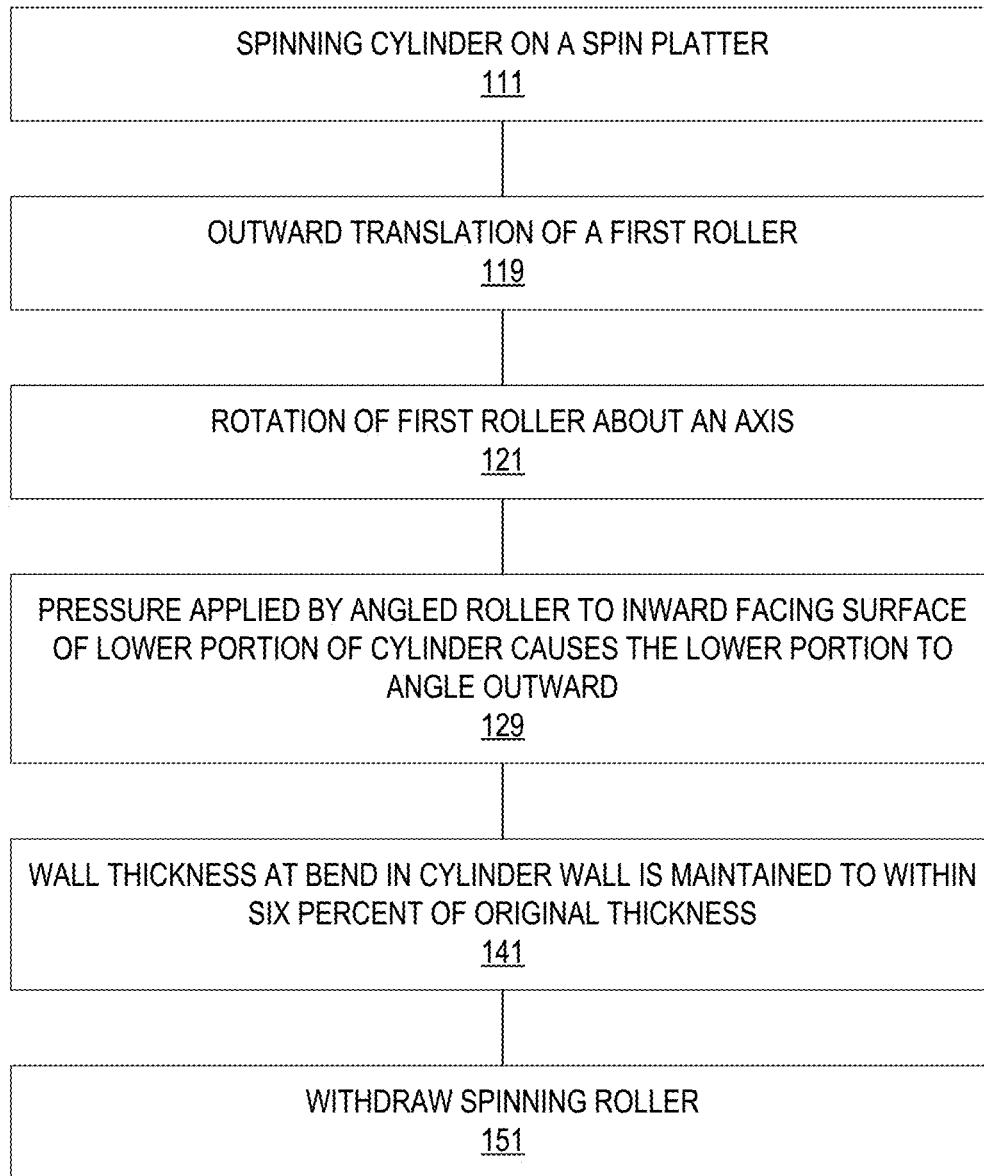 SPINNING CYLINDER ON A SPIN PLATTER
111
OUTWARD TRANSLATION OF A FIRST ROLLER
119
ROTATION OF FIRST ROLLER ABOUT AN AXIS
121
PRESSURE APPLIED BY ANGLED ROLLER TO INWARD FACING SURFACE
OF LOWER PORTION OF CYLINDER CAUSES THE LOWER PORTION TO
ANGLE OUTWARD
129
WALL THICKNESS AT BEND IN CYLINDER WALL IS MAINTAINED TO WITHIN
SIX PERCENT OF ORIGINAL THICKNESS
141
WITHDRAW SPINNING ROLLER
151